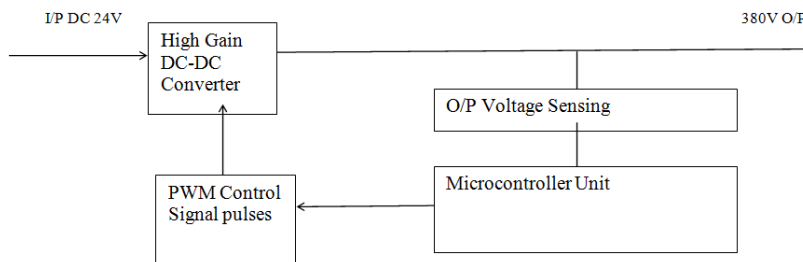 I/P DC 24V
380V O/P
High Gain
DC-DC
Converter
O/P Voltage Sensing
PWM Control
Signal pulses
Microcontroller Unit